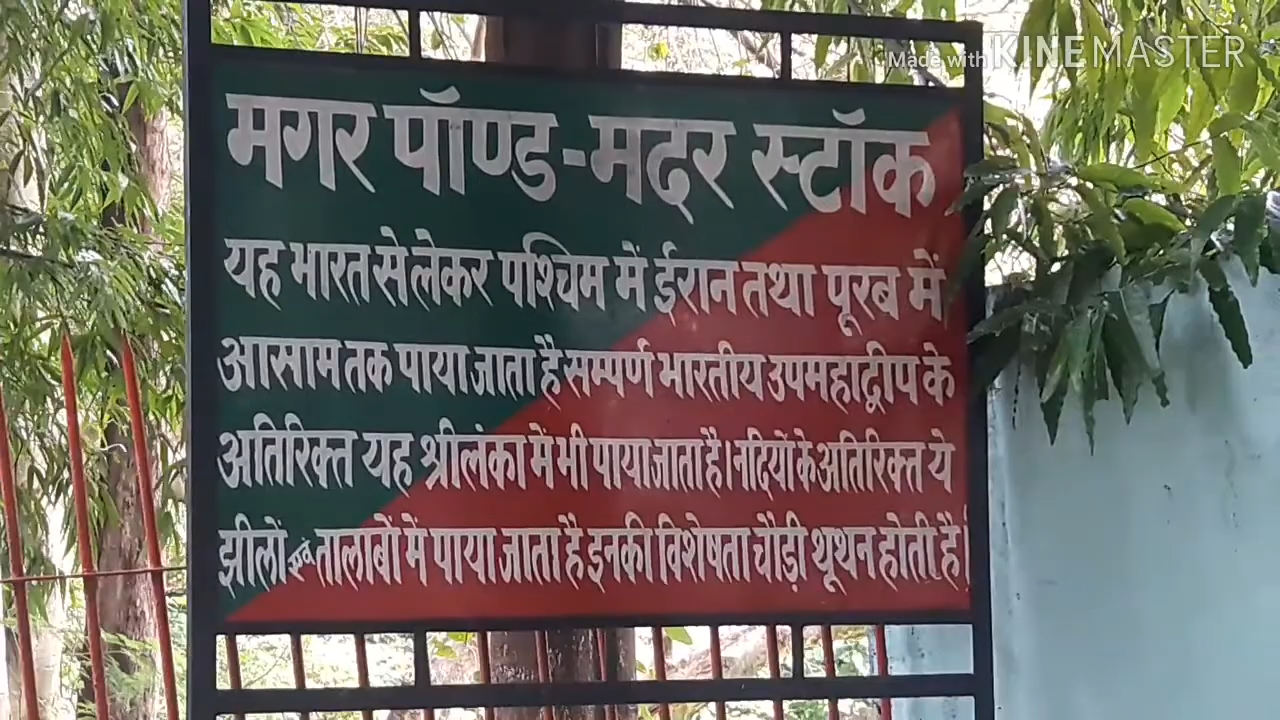 Made with KINEMASTER
मगर पॉण्ड-मदर स्टॉक
यह भारत से लेकर पश्चिम में ईरान तथा पूरब में
आसाम तक पाया जाता है सम्पर्ण भारतीय उपमहाद्वीप के
अतिरिक्त यह श्रीलंका में भी पाया जाता है। नदियों के अतिरिक्त ये
झीलों एवं तालाबों में पाया जाता है इनकी विशेषता चौड़ी थूथन होती है।